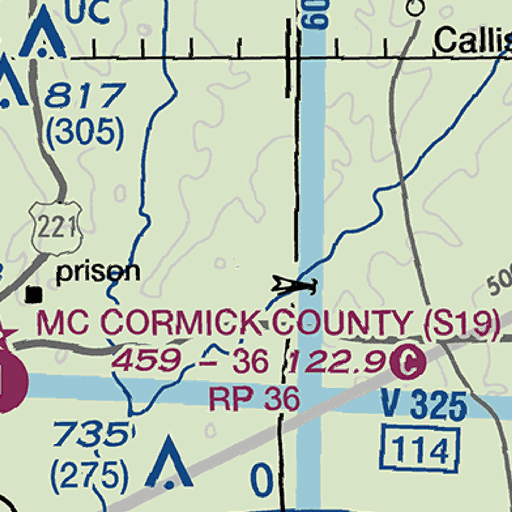 UC
60
Callis
817
(305)
221
prison
500
MC CORMICK COUNTY (S19)
459 – 36 122.9 C
RP 36
V 325
735
(275)
114
0